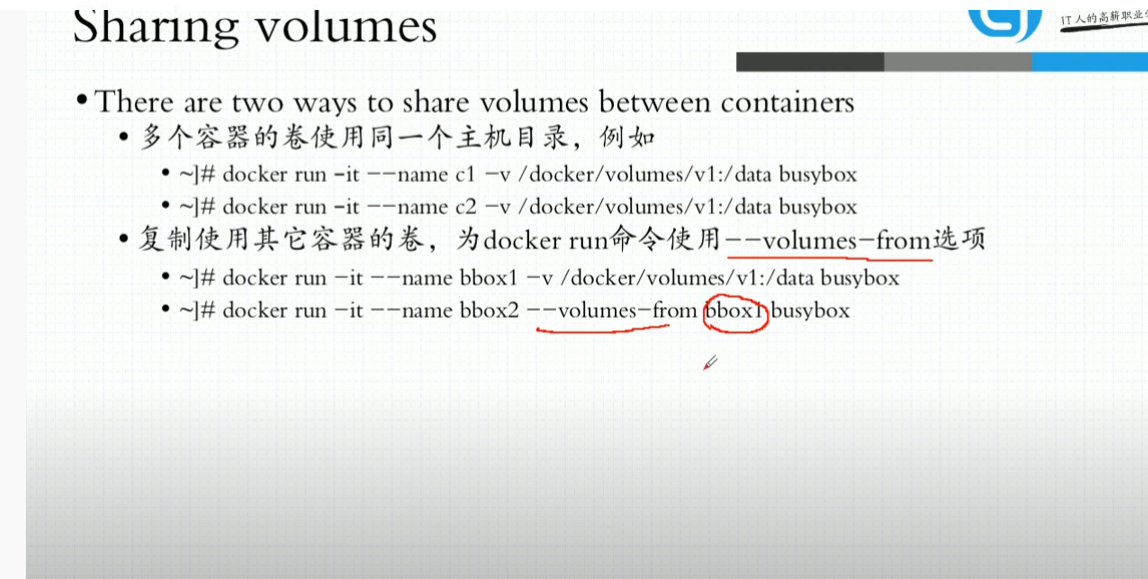 Sharing volumes
IT人的高薪职业
• There are two ways to share volumes between containers
• 多个容器的卷使用同一个主机目录，例如
• ~]# docker run -it --name c1 -v /docker/volumes/v1:/data busybox
• ~]# docker run -it --name c2 -v /docker/volumes/v1:/data busybox
• 复制使用其它容器的卷，为docker run命令使用--volumes-from选项
• ~]# docker run -it --name bbox1 -v /docker/volumes/v1:/data busybox
• ~]# docker run -it --name bbox2 --volumes-from bbox1 busybox